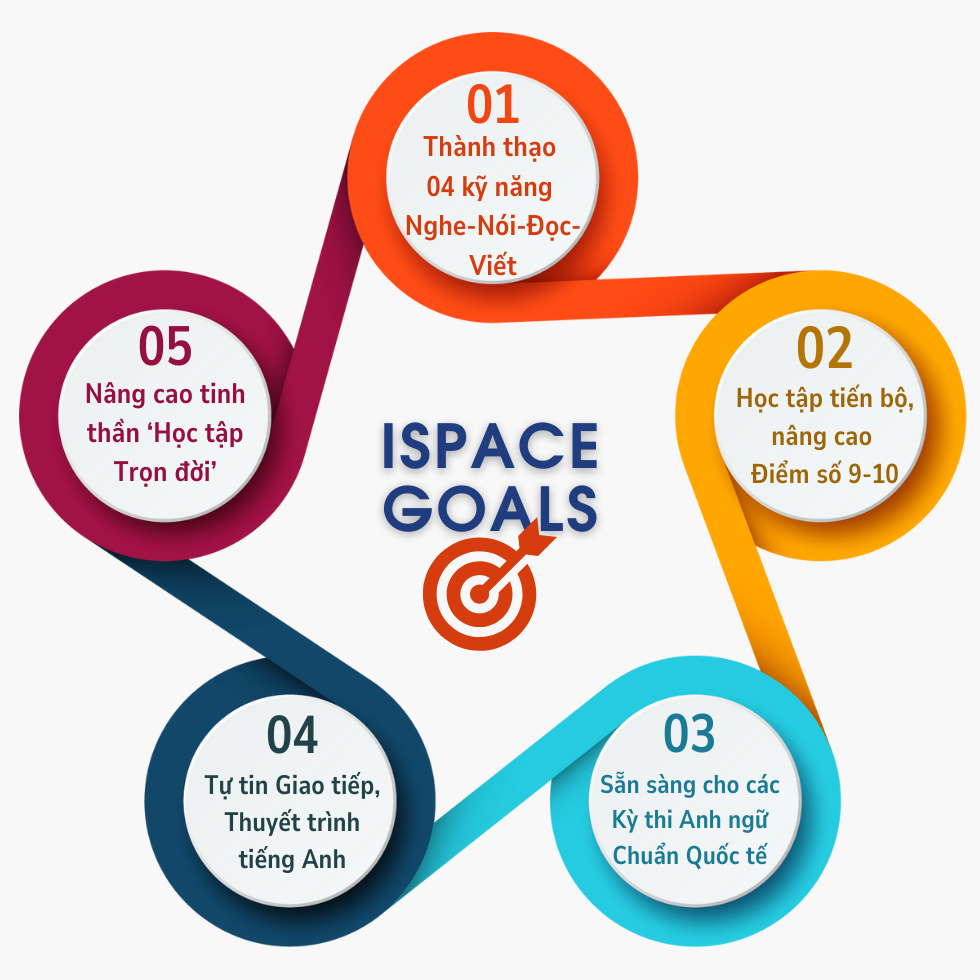 01
Thành thạo
04 kỹ năng
Nghe-Nói-Đọc-
Viết
02
Học tập tiến bộ,
nâng cao
Điểm số 9-10
03
Sẵn sàng cho các
Kỳ thi Anh ngữ
Chuẩn Quốc tế
04
Tự tin Giao tiếp,
Thuyết trình
tiếng Anh
05
Nâng cao tinh
thần ‘Học tập
Trọn đời’
ISPACE
GOALS